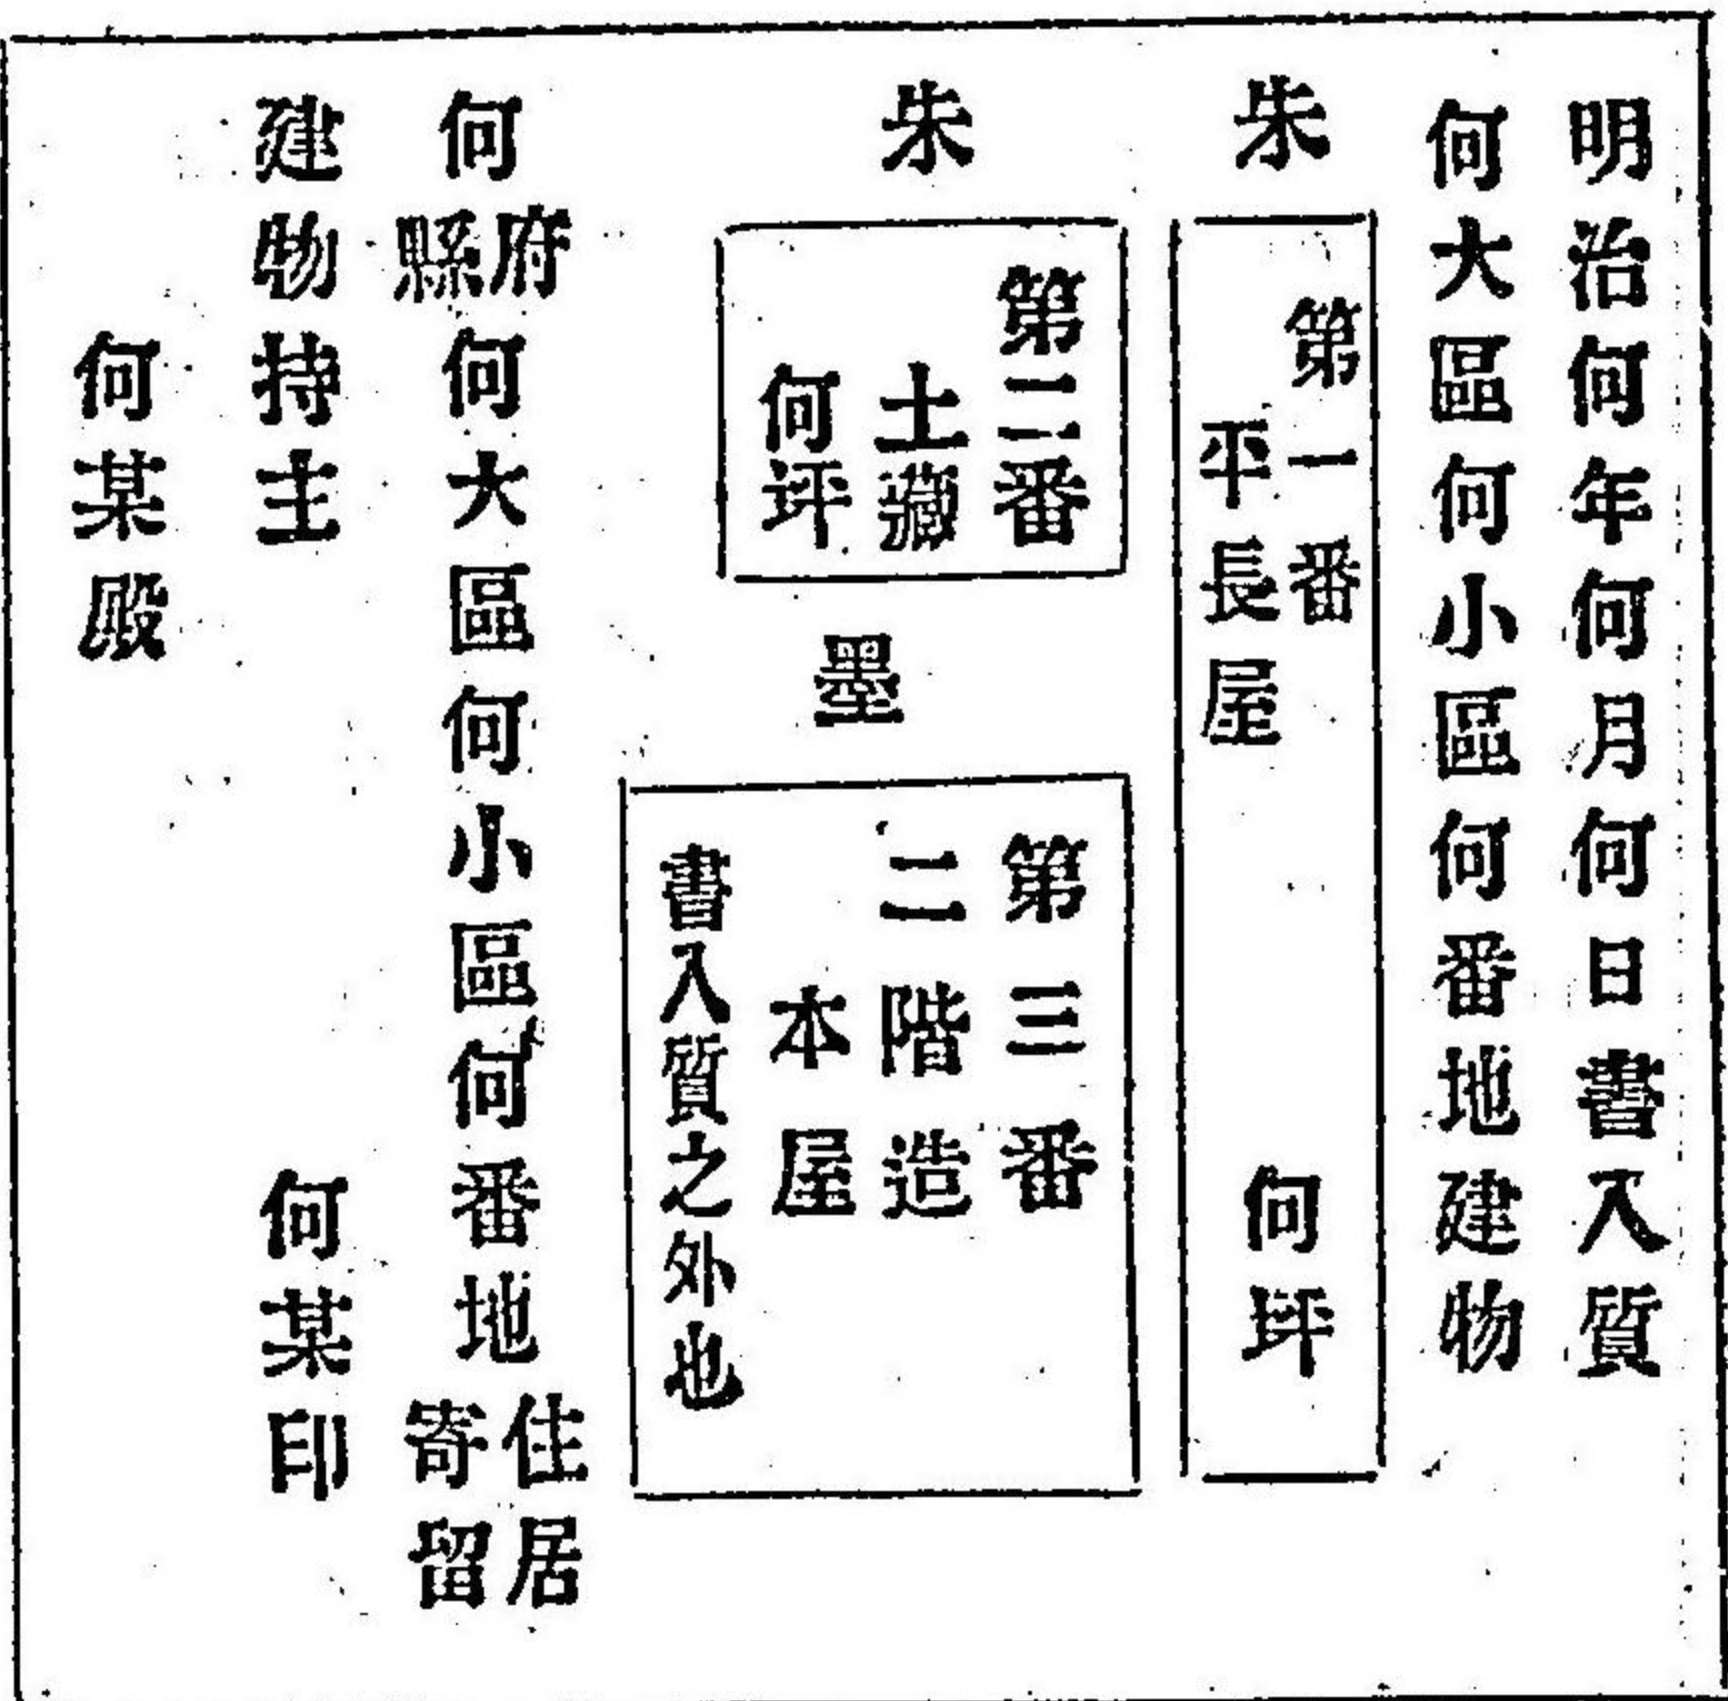 明治何年何月何日書入質
何大區何小區何番地建物
朱
第一番
平長屋
何坪
朱
第二番
土藏
何坪
墨
第三番
二階造
本屋
書入質之外也
何府縣何大區何小區何番地住居寄留
建物持主
何某印
何某殿